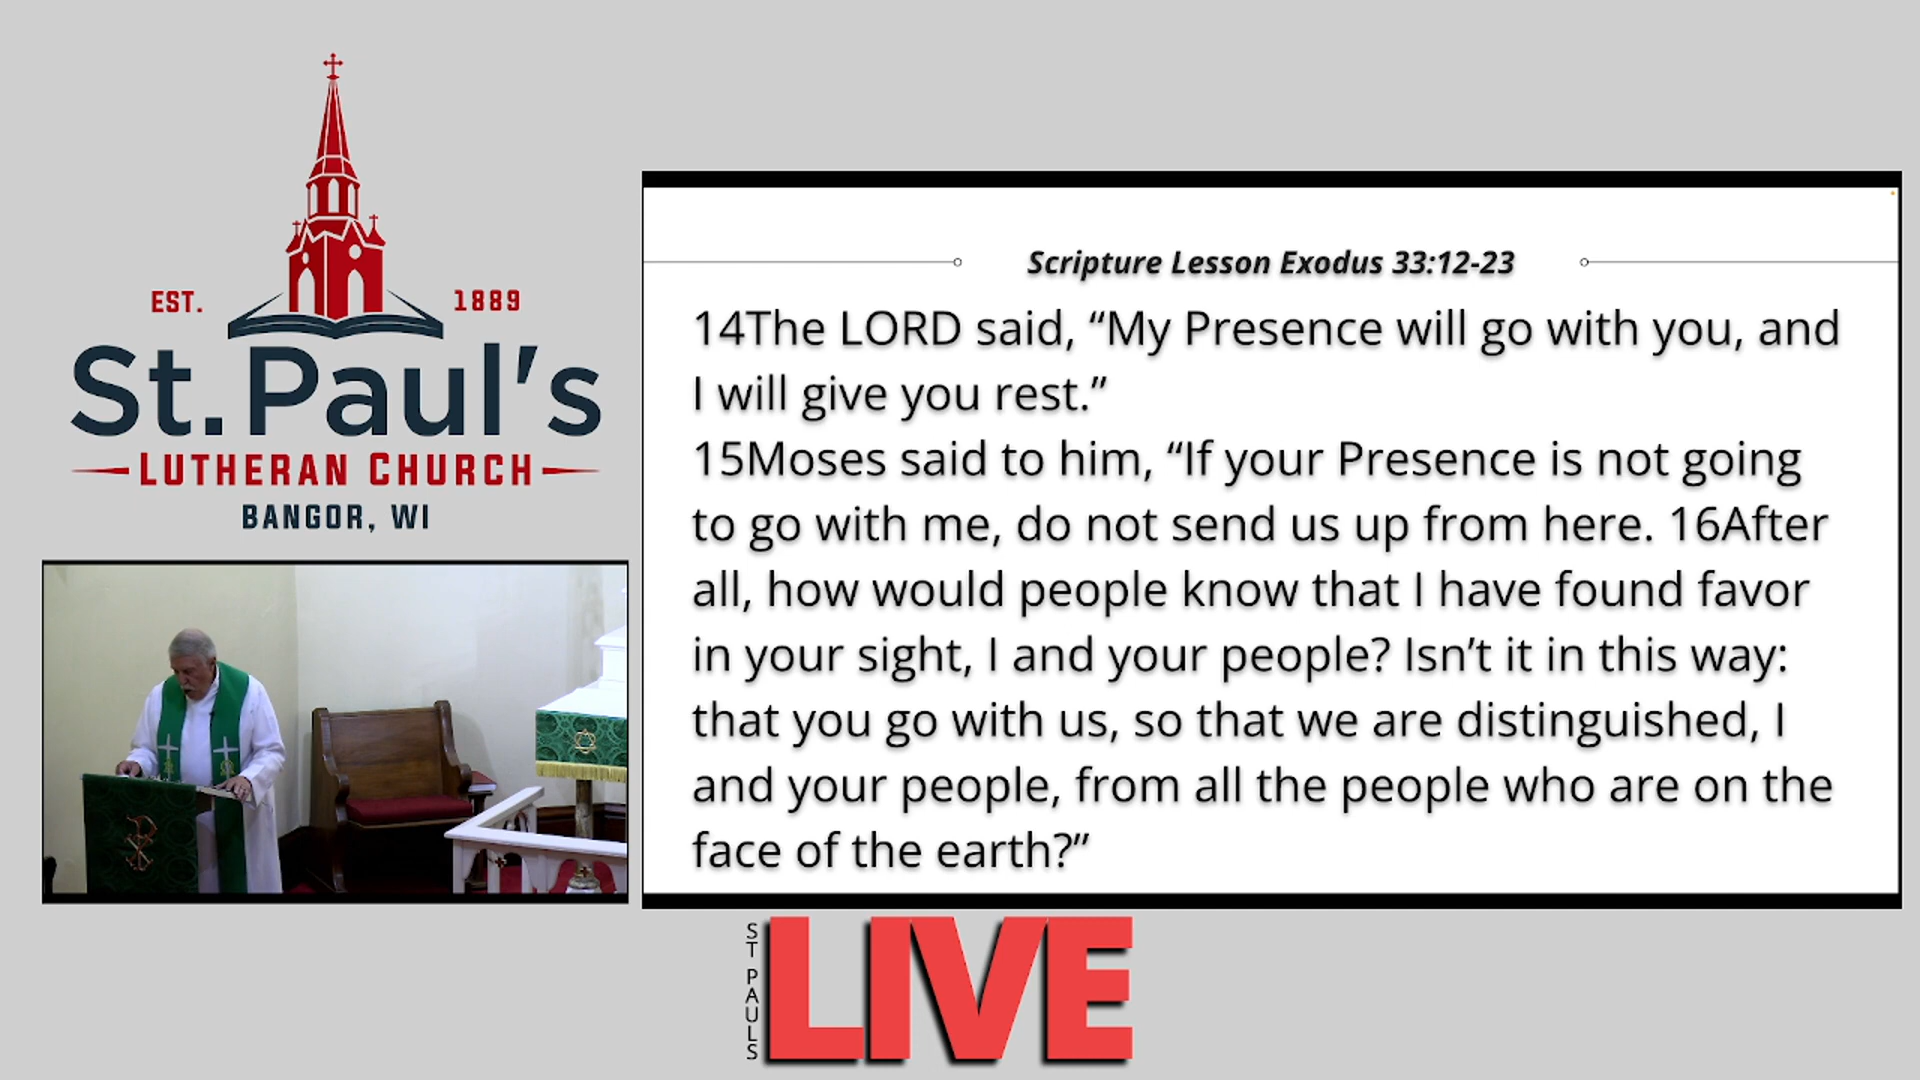 EST. 1889
St. Paul's
LUTHERAN CHURCH
BANGOR, WI
Scripture Lesson Exodus 33:12-23
14The LORD said, “My Presence will go with you, and
I will give you rest.”
15Moses said to him, “If your Presence is not going
to go with me, do not send us up from here. 16After
all, how would people know that I have found favor
in your sight, I and your people? Isn’t it in this way:
that you go with us, so that we are distinguished, I
and your people, from all the people who are on the
face of the earth?”
ST PAULS
LIVE